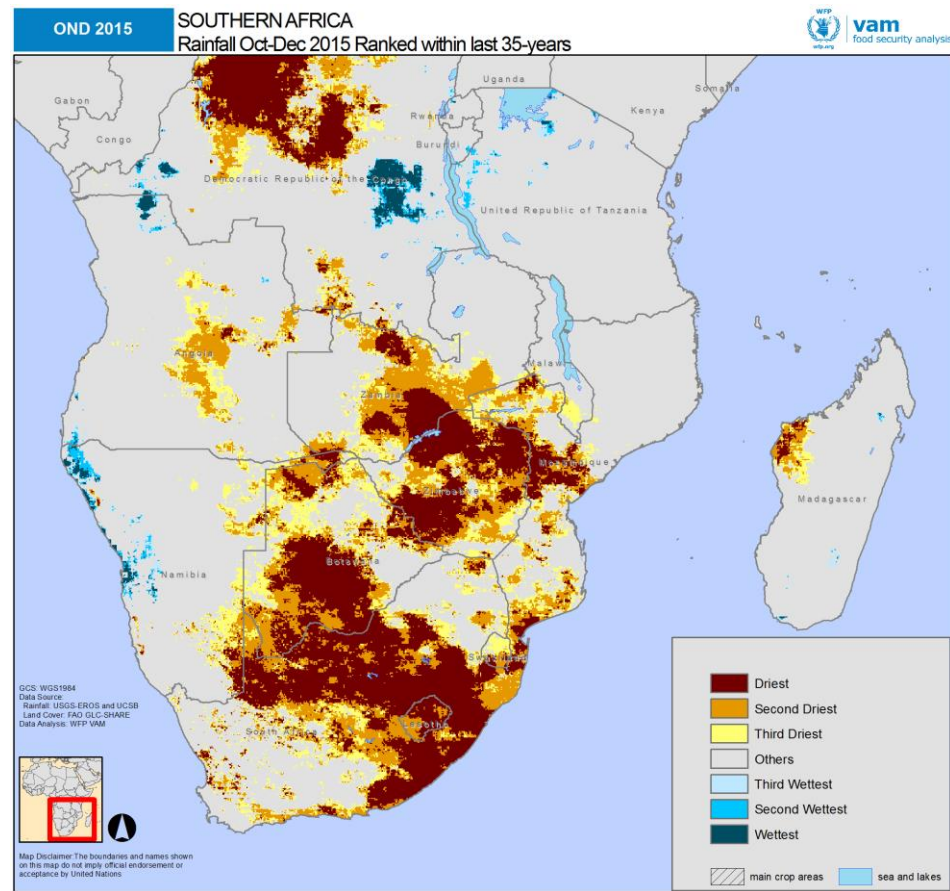 OND 2015
SOUTHERN AFRICA
Rainfall Oct-Dec 2015 Ranked within last 35-years
WFP
wfp.org
vam
food security analysis
Gabon
Congo
Uganda
Kenya
Somalia
Rwanda
Burundi
Democratic Republic of the Congo
United Republic of Tanzania
Angola
Zambia
Malawi
Mozambique
Zimbabwe
Madagascar
Namibia
Botswana
Swaziland
Lesotho
South Africa
GCS: WGS1984
Data Source:
Rainfall: USGS-EROS and UCSB
Land Cover: FAO GLC-SHARE
Data Analysis: WFP VAM
Map Disclaimer:The boundaries and names shown
on this map do not imply official endorsement or
acceptance by United Nations
Driest
Second Driest
Third Driest
Others
Third Wettest
Second Wettest
Wettest
main crop areas
sea and lakes